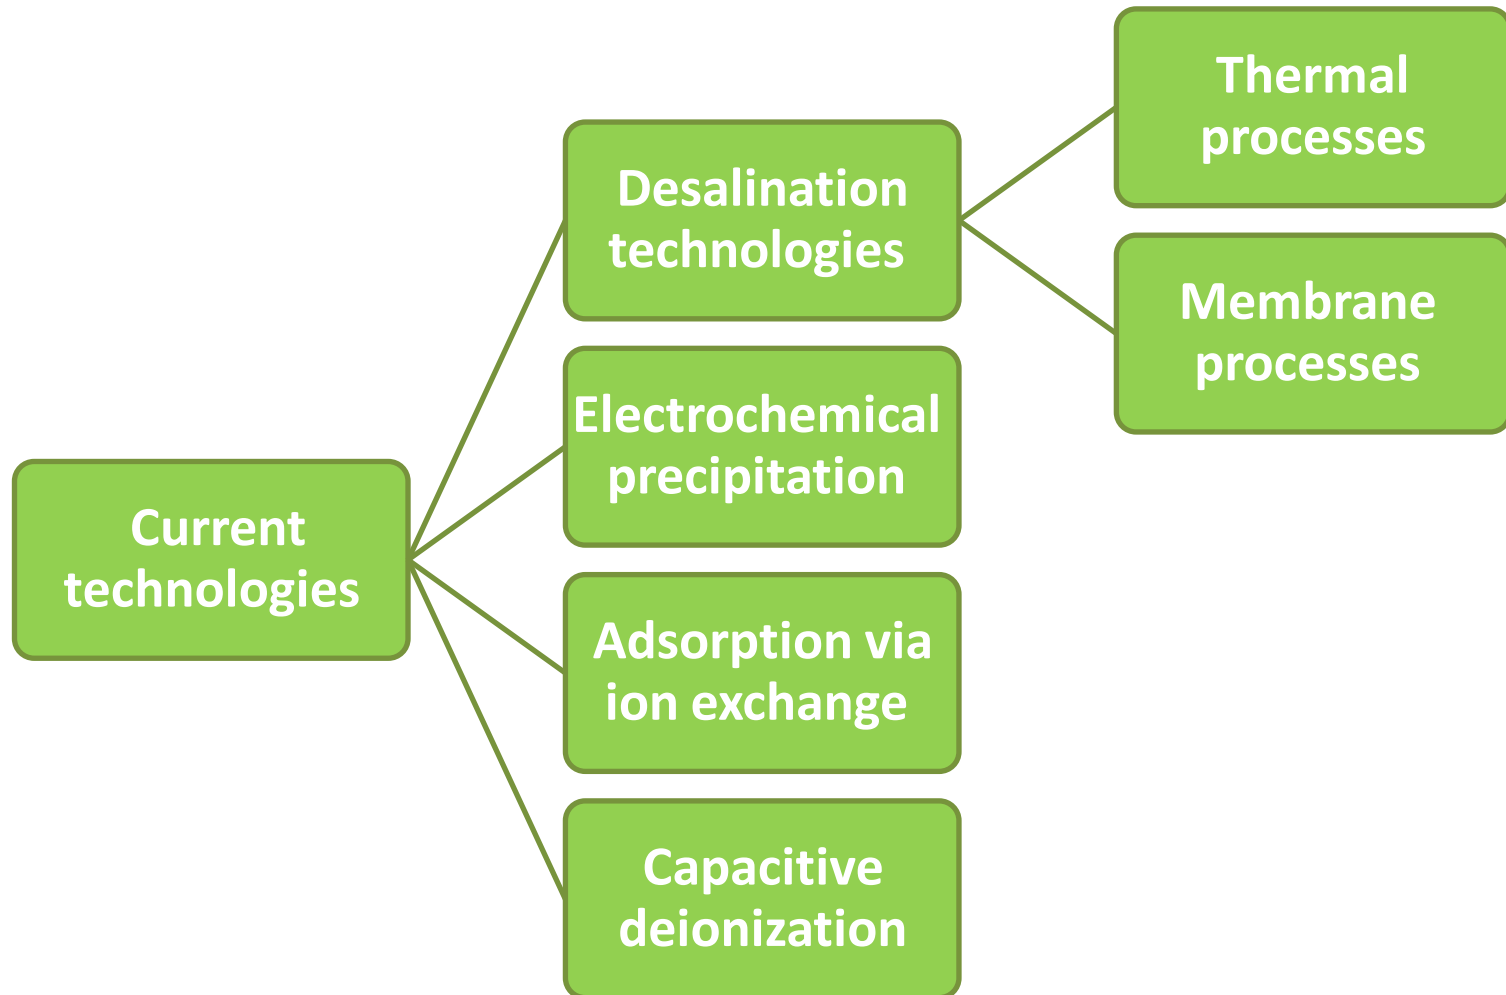 Current
technologies
Desalination
technologies
Thermal
processes
Membrane
processes
Electrochemical
precipitation
Adsorption via
ion exchange
Capacitive
deionization